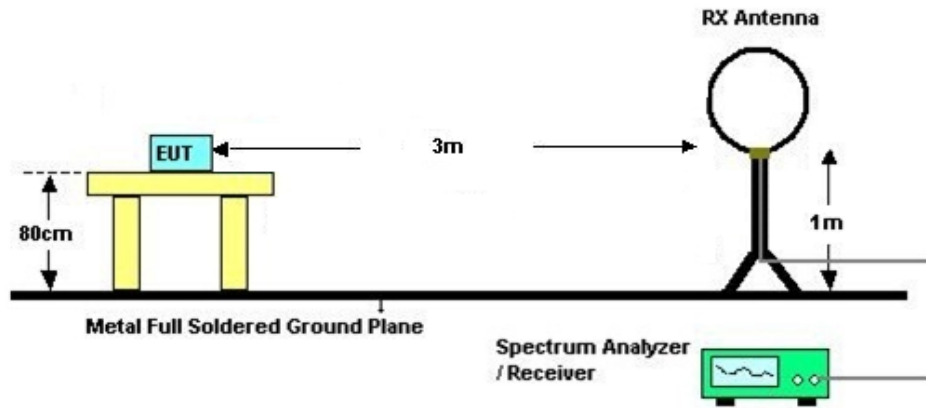 RX Antenna
EUT
3m
80cm
1m
Metal Full Soldered Ground Plane
Spectrum Analyzer
/ Receiver